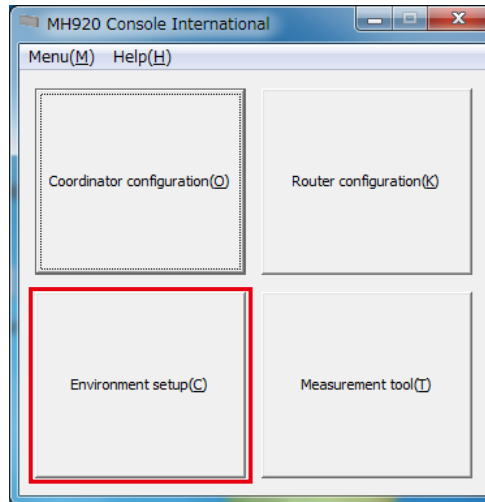 MH920 Console International
Menu(M) Help(H)
Coordinator configuration(O)
Router configuration(K)
Environment setup(C)
Measurement tool(T)